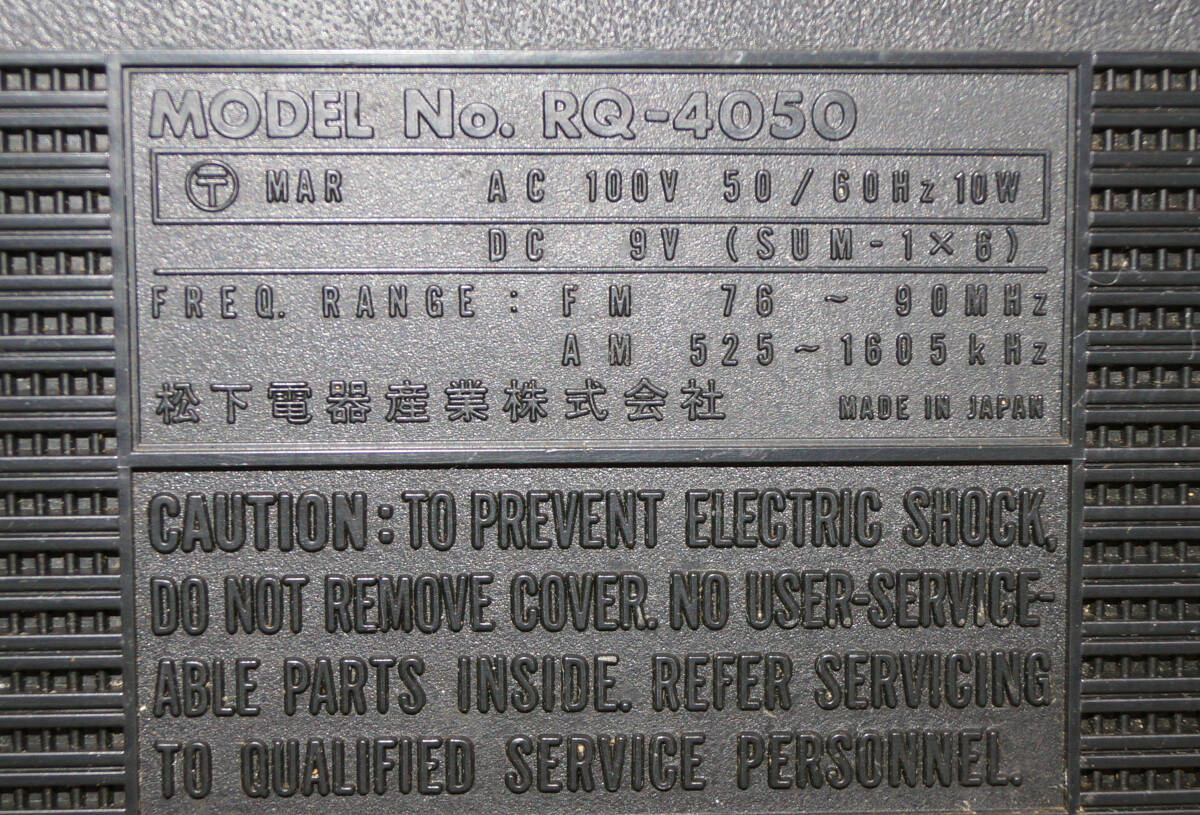 MODEL No. RQ-4050
〒 MAR AC 100V 50/60Hz 10W
DC 9V (SUM-1×6)
FREQ. RANGE: FM 76 ~ 90MHz
AM 525~1605kHz
松下電器産業株式会社 MADE IN JAPAN
CAUTION: TO PREVENT ELECTRIC SHOCK,
DO NOT REMOVE COVER. NO USER-SERVICE-
ABLE PARTS INSIDE. REFER SERVICING
TO QUALIFIED SERVICE PERSONNEL.